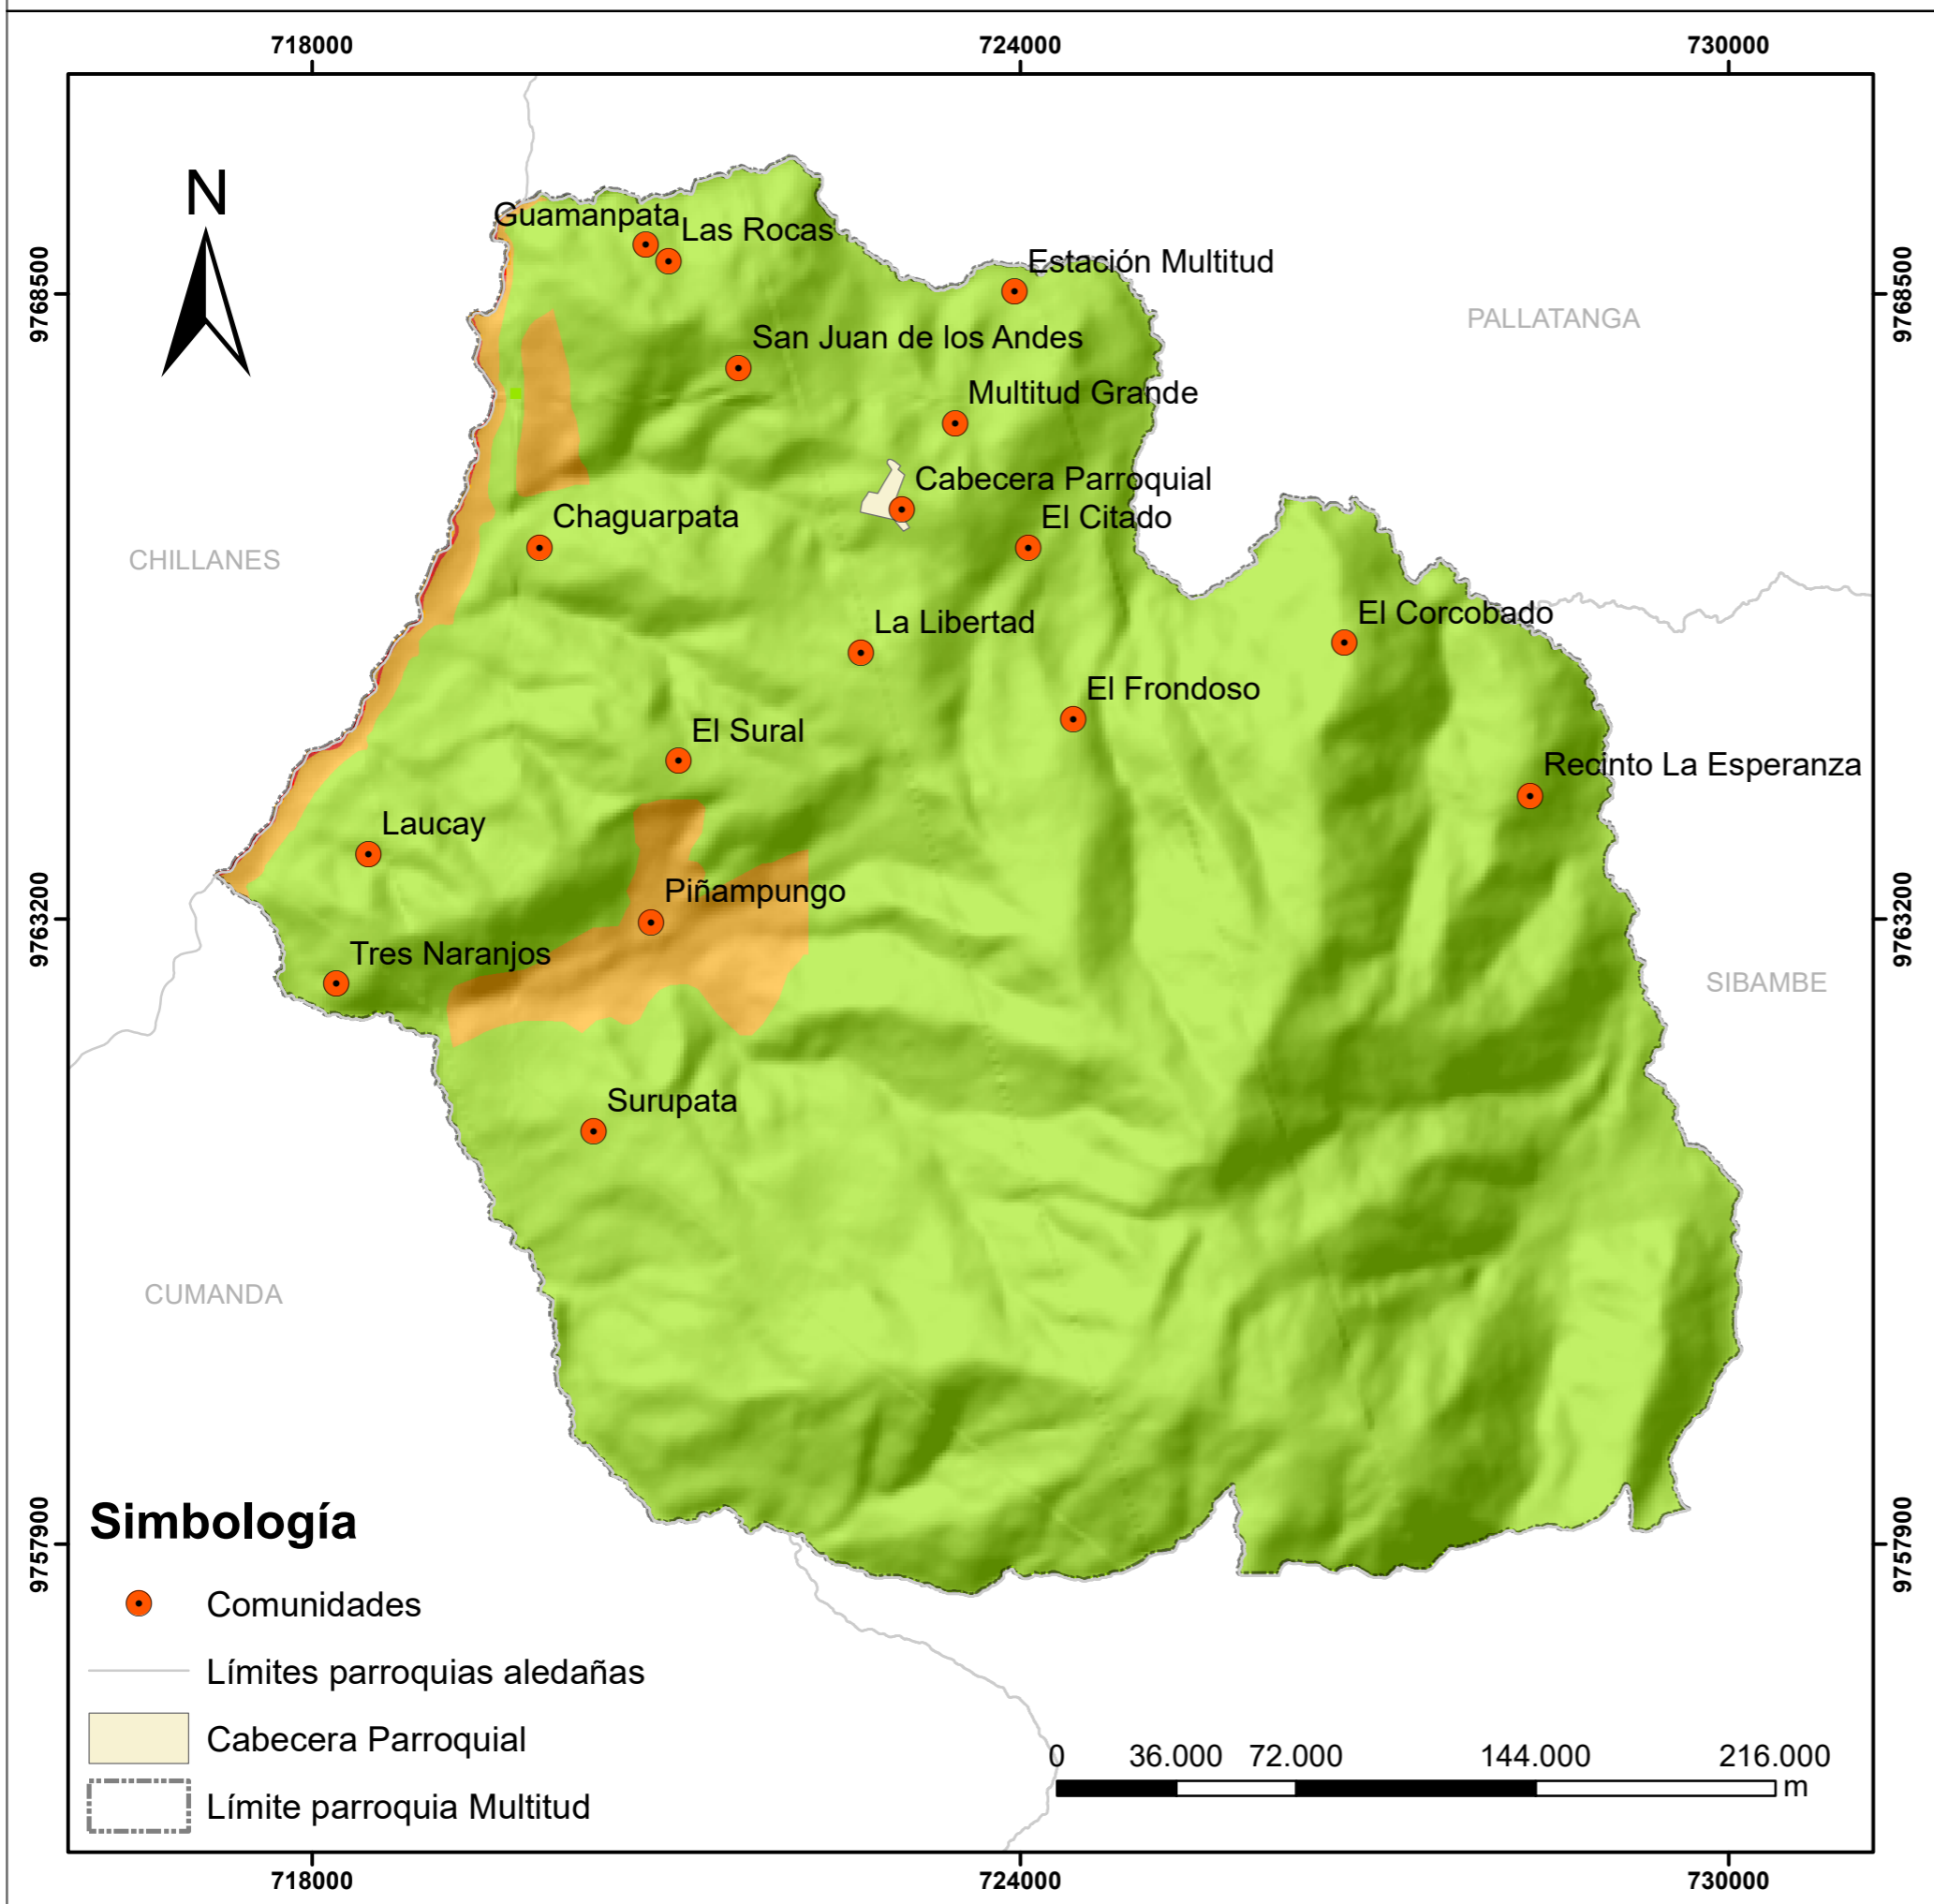 718000
724000
730000
N
Guamanpata
Las Rocas
Estación Multitud
9768500
9768500
PALLATANGA
San Juan de los Andes
Multitud Grande
Cabecera Parroquial
Chaguarpata
El Citado
CHILLANES
El Corcobado
La Libertad
El Frondoso
El Sural
Recinto La Esperanza
Laucay
Piñampungo
9763200
9763200
Tres Naranjos
SIBAMBE
Surupata
CUMANDA
9757900
9757900
Simbología
Comunidades
Límites parroquias aledañas
Cabecera Parroquial
Límite parroquia Multitud
0 36.000 72.000 144.000 216.000
m
718000
724000
730000